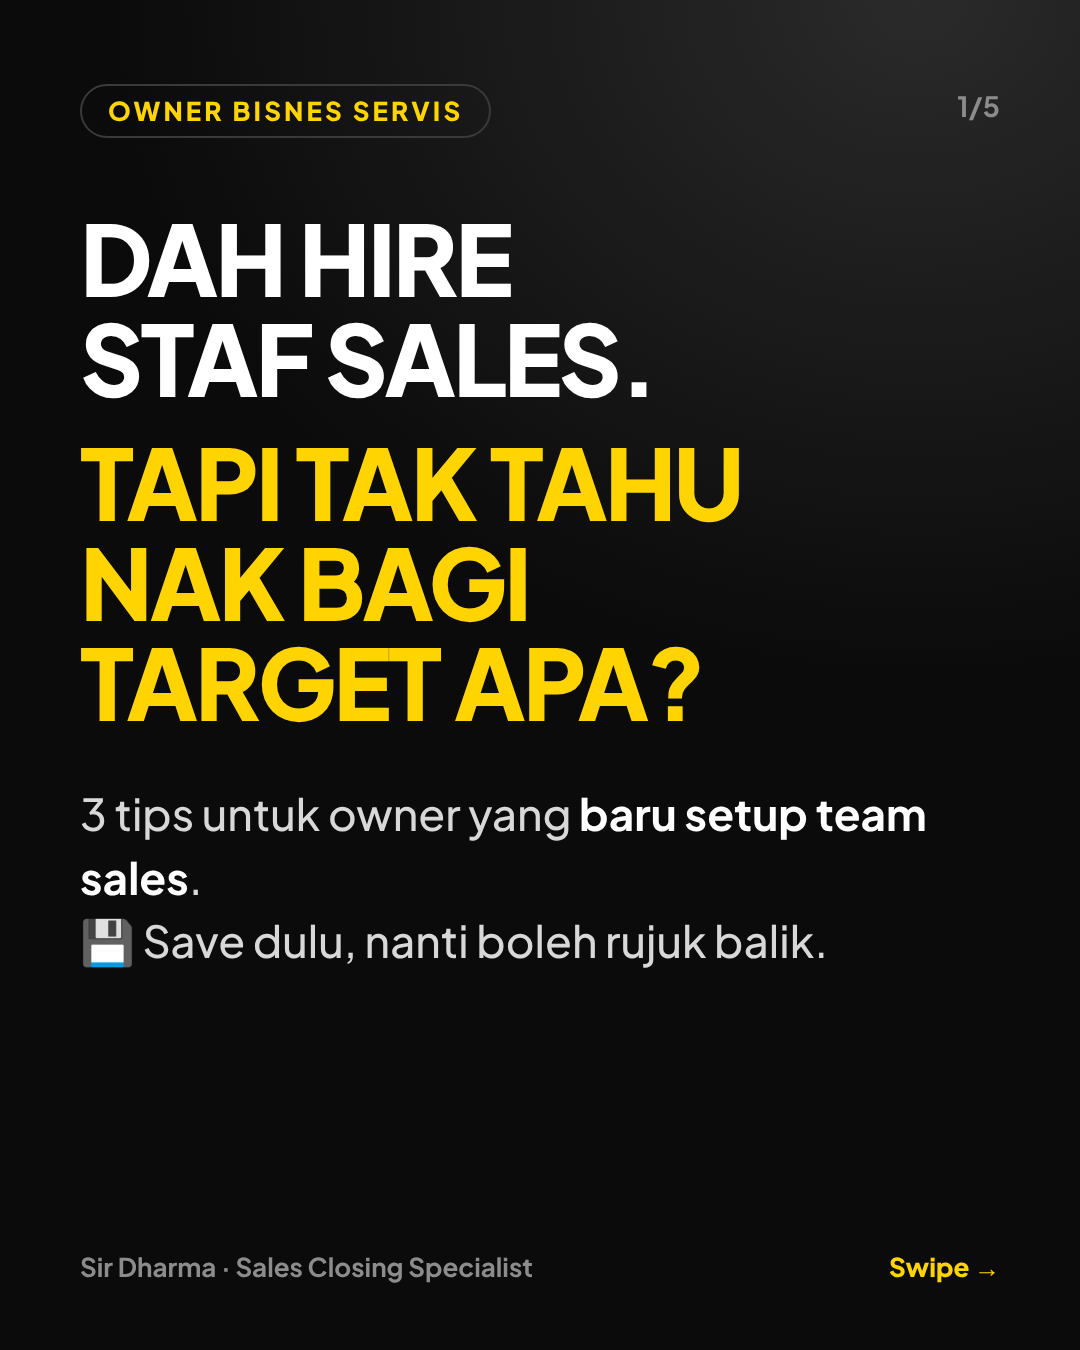 OWNER BISNES SERVIS
1/5
DAH HIRE
STAF SALES.
TAPI TAK TAHU
NAK BAGI
TARGET APA?
3 tips untuk owner yang baru setup team
sales.
💾 Save dulu, nanti boleh rujuk balik.
Sir Dharma · Sales Closing Specialist
Swipe →